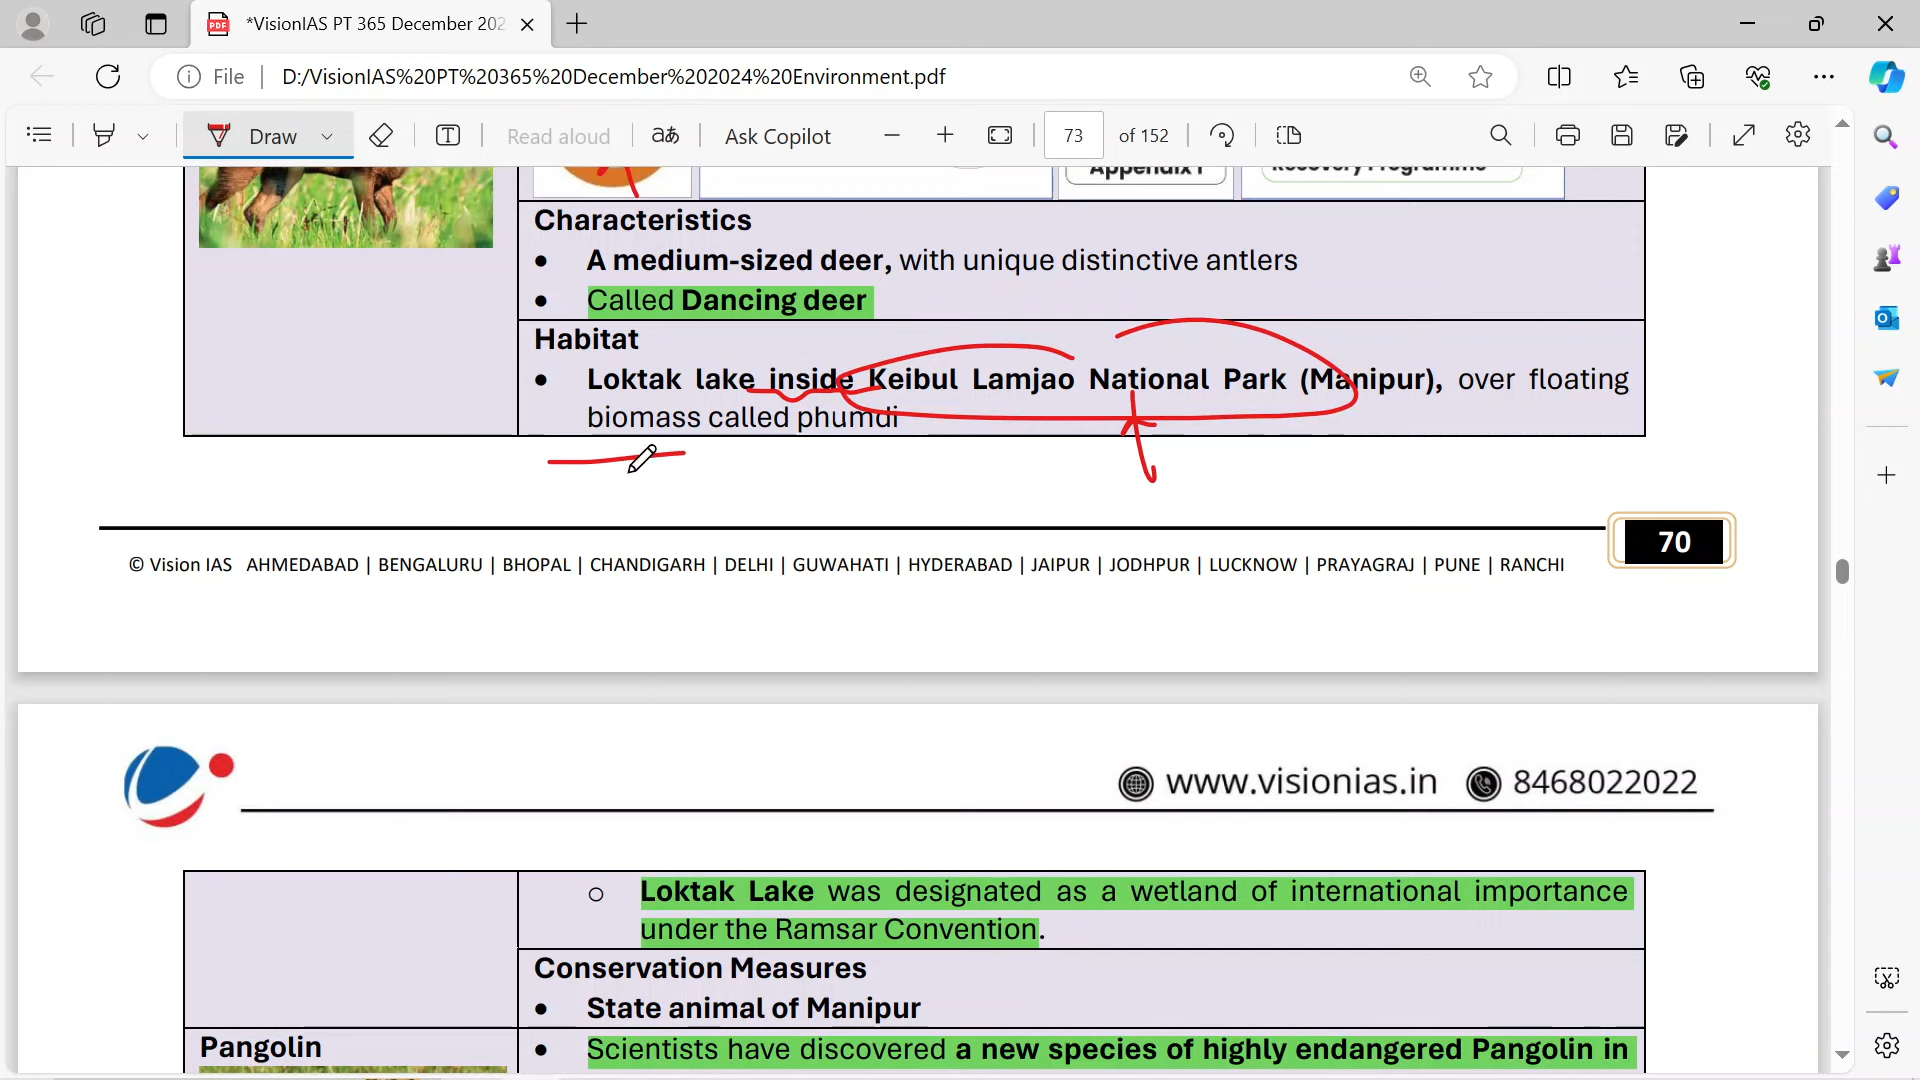 *VisionIAS PT 365 December 202
File
D:/VisionIAS%20PT%20365%20December%202024%20Environment.pdf
Draw
Read aloud
aあ
Ask Copilot
73
of 152
Appendix I
Recovery Programme
Characteristics
• A medium-sized deer, with unique distinctive antlers
• Called Dancing deer
Habitat
• Loktak lake inside Keibul Lamjao National Park (Manipur), over floating
biomass called phumdi
70
© Vision IAS AHMEDABAD | BENGALURU | BHOPAL | CHANDIGARH | DELHI | GUWAHATI | HYDERABAD | JAIPUR | JODHPUR | LUCKNOW | PRAYAGRAJ | PUNE | RANCHI
www.visionias.in 8468022022
o Loktak Lake was designated as a wetland of international importance
under the Ramsar Convention.
Conservation Measures
• State animal of Manipur
Pangolin
• Scientists have discovered a new species of highly endangered Pangolin in